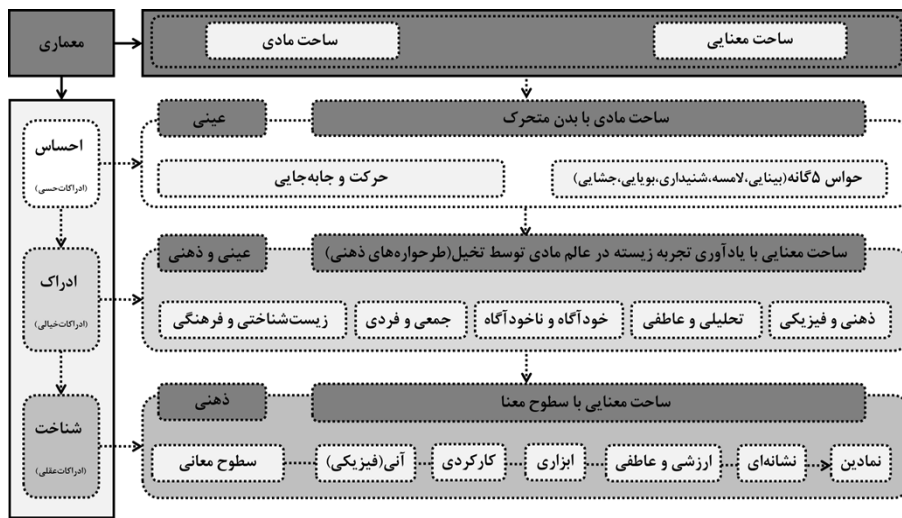 معماری
ساحت معنایی
ساحت مادی
احساس
(ادراکات‌حسی)
ساحت مادی با بدن متحرک
عینی
حواس ۵گانه(بینایی،لامسه،شنیداری،بویایی،چشایی)
حرکت و جابه‌جایی
ادراک
(ادراکات‌خیالی)
ساحت معنایی با یادآوری تجربه زیسته در عالم مادی توسط تخیل(طرحواره‌های ذهنی)
عینی و ذهنی
ذهنی و فیزیکی
تحلیلی و عاطفی
خودآگاه و ناخودآگاه
جمعی و فردی
زیست‌شناختی و فرهنگی
شناخت
(ادراکات‌عقلی)
ساحت معنایی با سطوح معنا
ذهنی
نمادین
نشانه‌ای
ارزشی و عاطفی
ابزاری
کارکردی
آنی(فیزیکی)
سطوح معانی